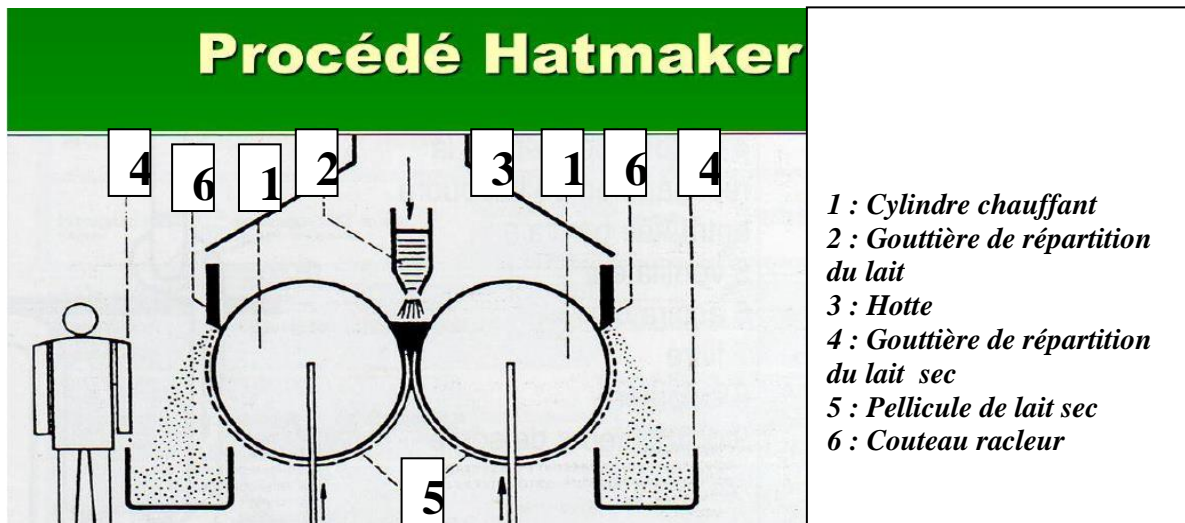 Procédé Hatmaker
4 6 1 2 3 1 6 4
5
1 : Cylindre chauffant
2 : Gouttière de répartition
du lait
3 : Hotte
4 : Gouttière de répartition
du lait sec
5 : Pellicule de lait sec
6 : Couteau racleur